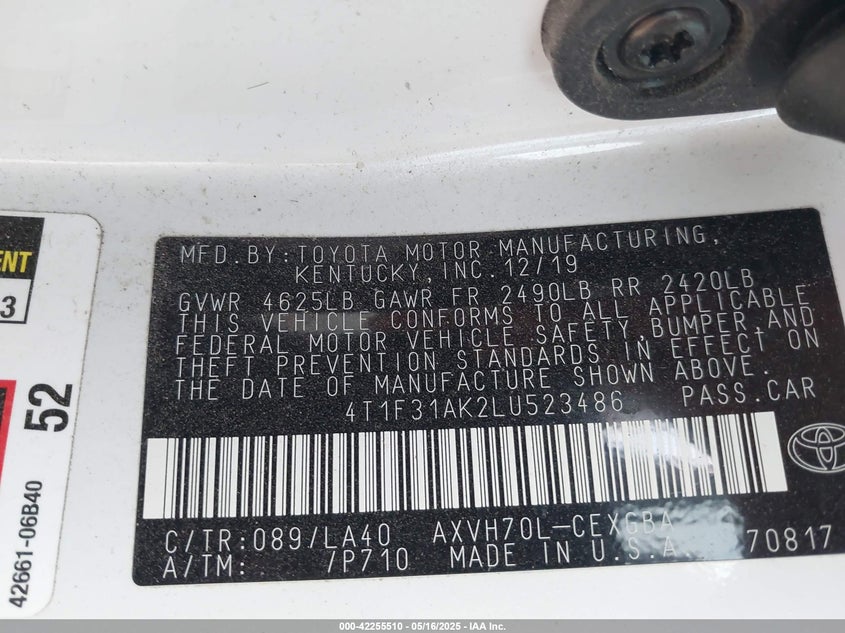 MFD.BY:TOYOTA MOTOR MANUFACTURING,
KENTUCKY, INC.12/19
GVWR 4625LB GAWR FR 2490LB RR 2420LB
THIS VEHICLE CONFORMS TO ALL APPLICABLE
FEDERAL MOTOR VEHICLE SAFETY,BUMPER,AND
THEFT PREVENTION STANDARDS IN EFFECT ON
THE DATE OF MANUFACTURE SHOWN ABOVE.
4T1F31AK2LU523486 PASS.CAR
C/TR:089/LA40 AXVH70L-CEXGBA
A/TM: /P710 MADE IN U.S.A. 70817
ENT
3
52
42661-06B40
000-42255510 - 05/16/2025 - IAA Inc.